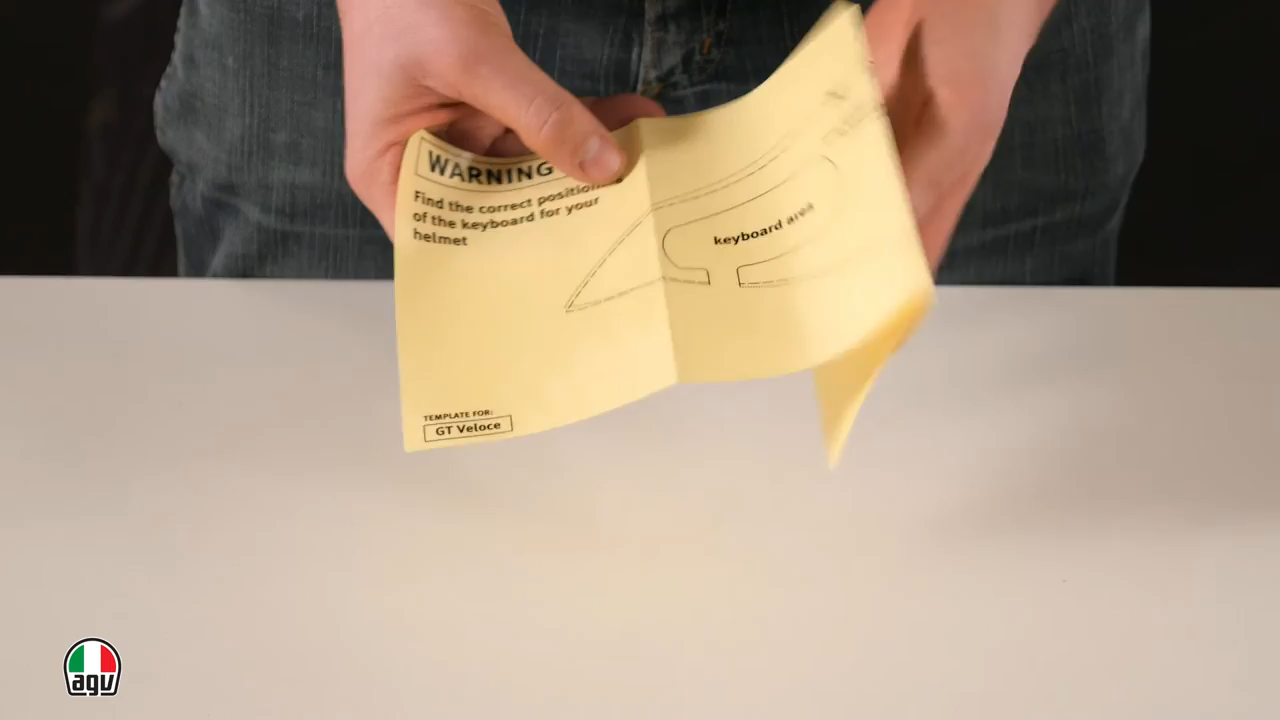 WARNING
Find the correct position
of the keyboard for your
helmet
keyboard area
TEMPLATE FOR:
GT Veloce
agv